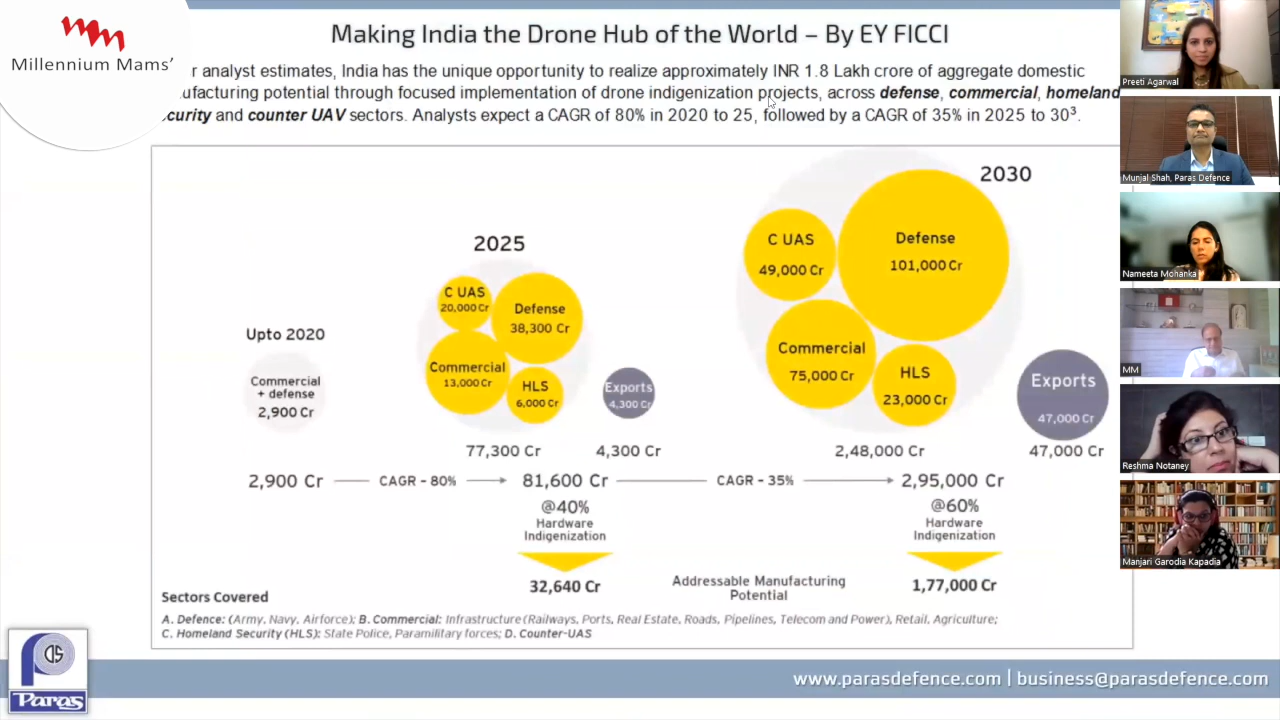 Millennium Mams'
Making India the Drone Hub of the World – By EY FICCI
r analyst estimates, India has the unique opportunity to realize approximately INR 1.8 Lakh crore of aggregate domestic
ufacturing potential through focused implementation of drone indigenization projects, across defense, commercial, homeland
curity and counter UAV sectors. Analysts expect a CAGR of 80% in 2020 to 25, followed by a CAGR of 35% in 2025 to 30³.
Upto 2020
Commercial
+ defense
2,900 Cr
2025
C UAS
20,000 Cr
Defense
38,300 Cr
Commercial
13,000 Cr
HLS
6,000 Cr
Exports
4,300 Cr
2030
C UAS
49,000 Cr
Defense
101,000 Cr
Commercial
75,000 Cr
HLS
23,000 Cr
Exports
47,000 Cr
77,300 Cr
4,300 Cr
2,48,000 Cr
47,000 Cr
2,900 Cr CAGR - 80% 81,600 Cr CAGR - 35% 2,95,000 Cr
@40%
Hardware
Indigenization
32,640 Cr
Addressable Manufacturing
Potential
@60%
Hardware
Indigenization
1,77,000 Cr
Sectors Covered
A. Defence: (Army, Navy, Airforce); B. Commercial: Infrastructure (Railways, Ports, Real Estate, Roads, Pipelines, Telecom and Power), Retail, Agriculture;
C. Homeland Security (HLS): State Police, Paramilitary forces; D. Counter-UAS
Paras
www.parasdefence.com | business@parasdefence.com
Preeti Agarwal
Munjal Shah, Paras Defence
Nameeta Mohanka
MM
Reshma Notaney
Manjari Garodia Kapadia